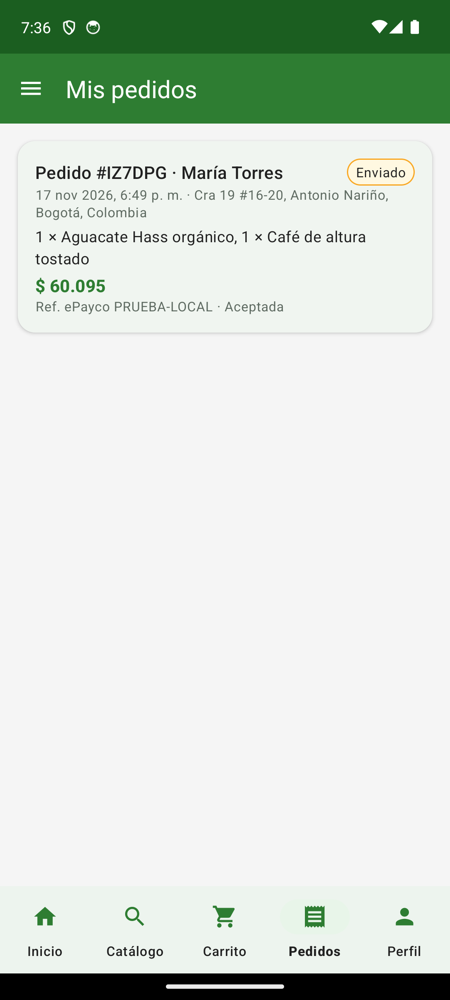 7:36
Mis pedidos
Pedido #IZ7DPG · María Torres
Enviado
17 nov 2026, 6:49 p. m. · Cra 19 #16-20, Antonio Nariño,
Bogotá, Colombia
1 × Aguacate Hass orgánico, 1 × Café de altura
tostado
$ 60.095
Ref. ePayco PRUEBA-LOCAL · Aceptada
Inicio
Catálogo
Carrito
Pedidos
Perfil